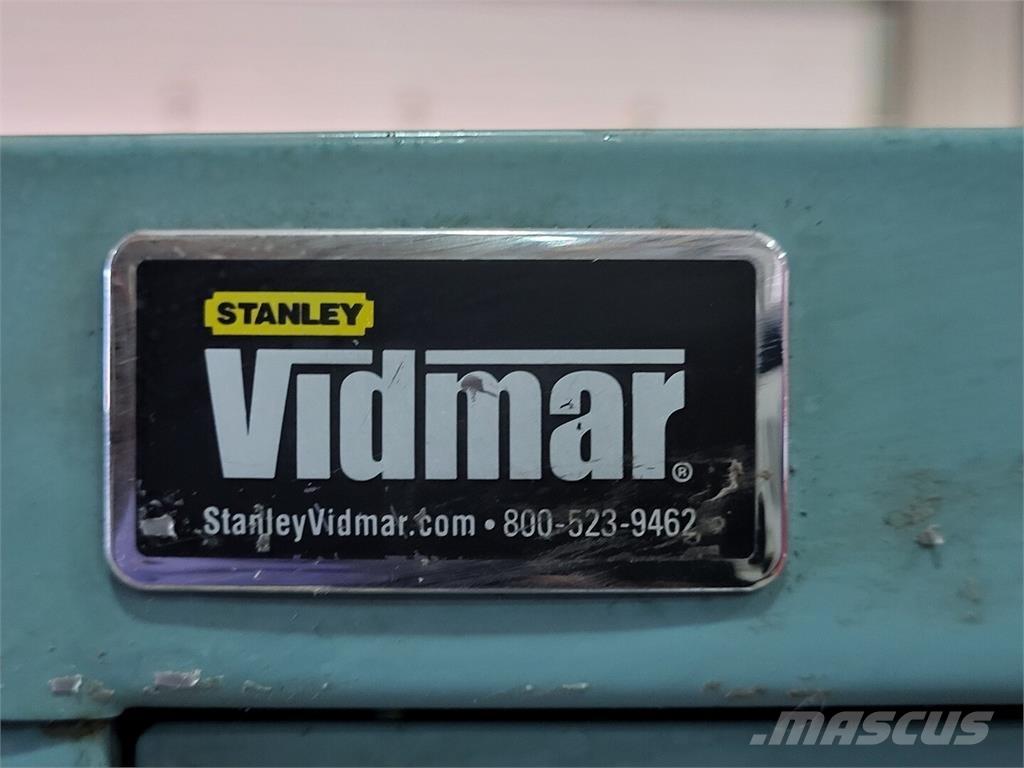 STANLEY
Vidmar®
StanleyVidmar.com • 800-523-9462
MASCUS